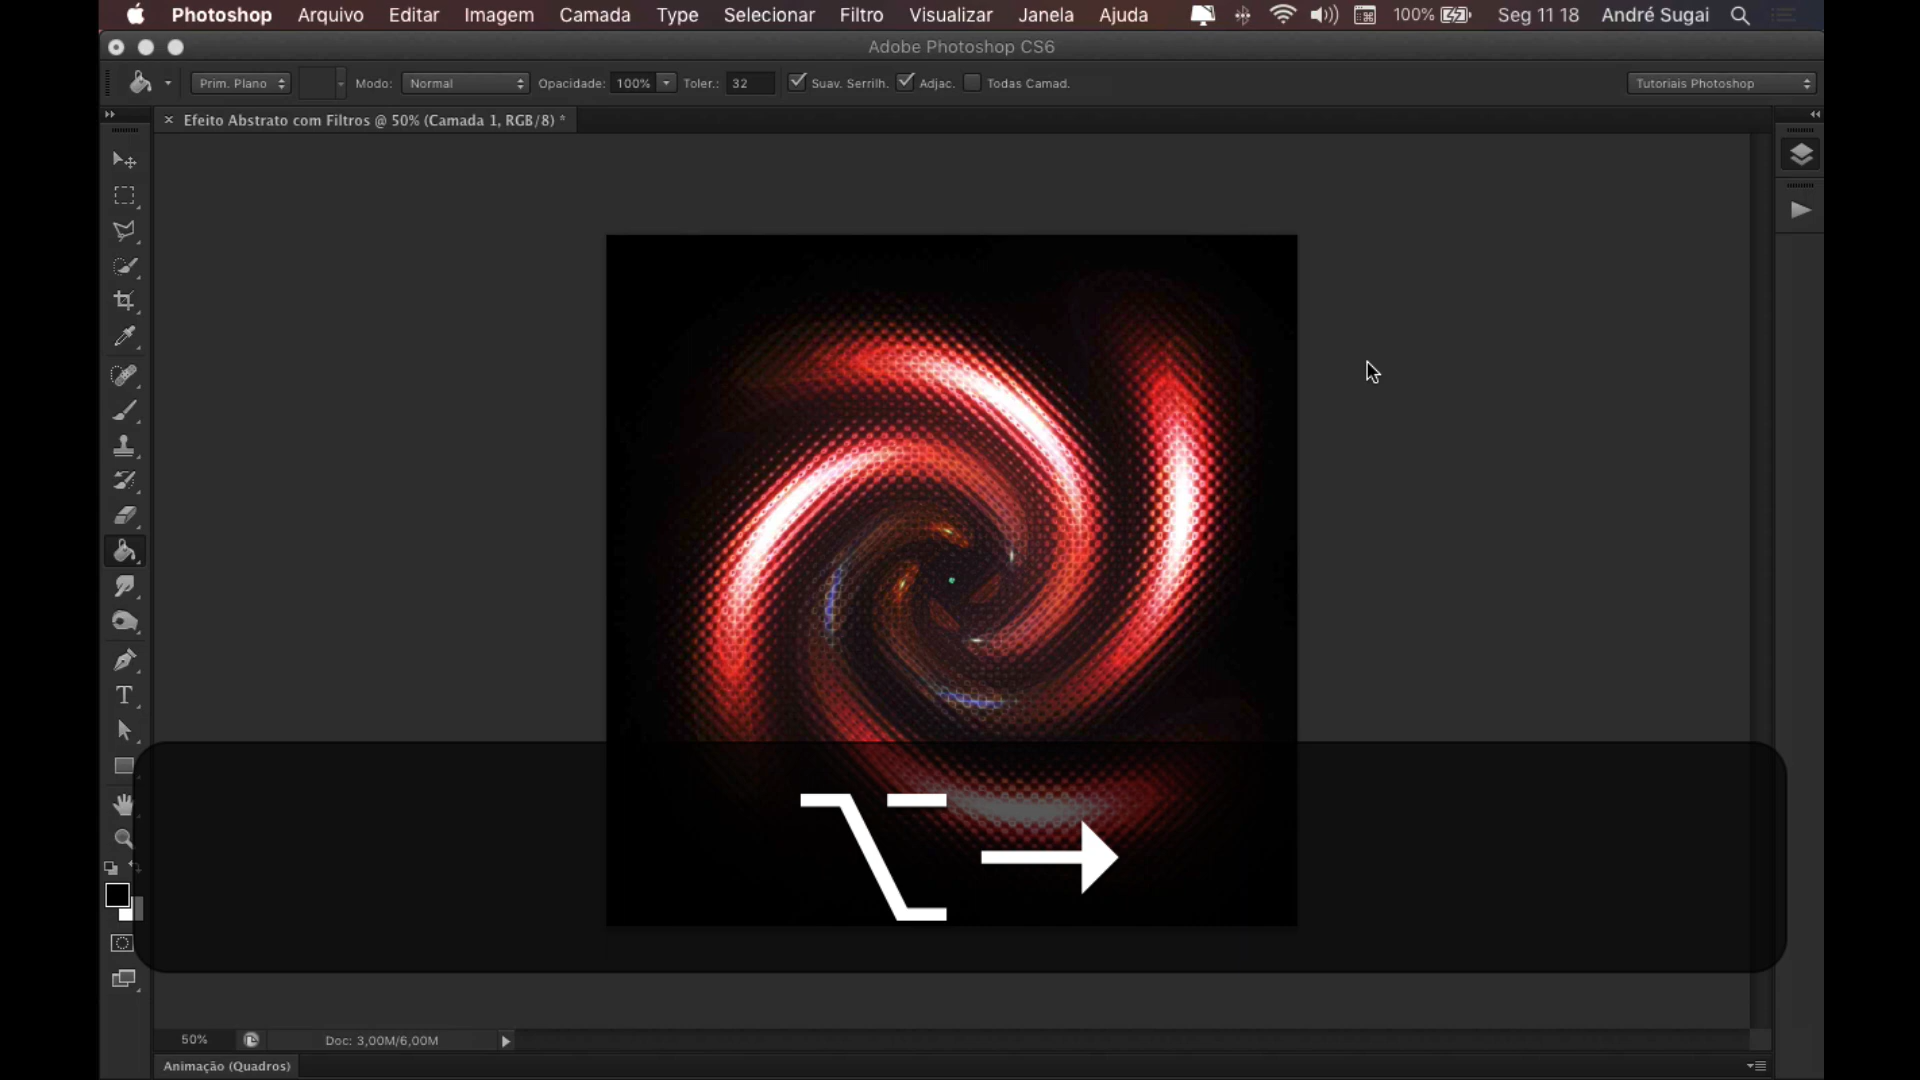 Photoshop Arquivo Editar Imagem Camada Type Selecionar Filtro Visualizar Janela Ajuda 100% Seg 11 18 André Sugai
Adobe Photoshop CS6
Prim. Plano Modo: Normal Opacidade: 100% Toler.: 32 Suav. Serrilh. Adjac. Todas Camad. Tutoriais Photoshop
Efeito Abstrato com Filtros @ 50% (Camada 1, RGB/8) *
50% Doc: 3,00M/6,00M
Animação (Quadros)